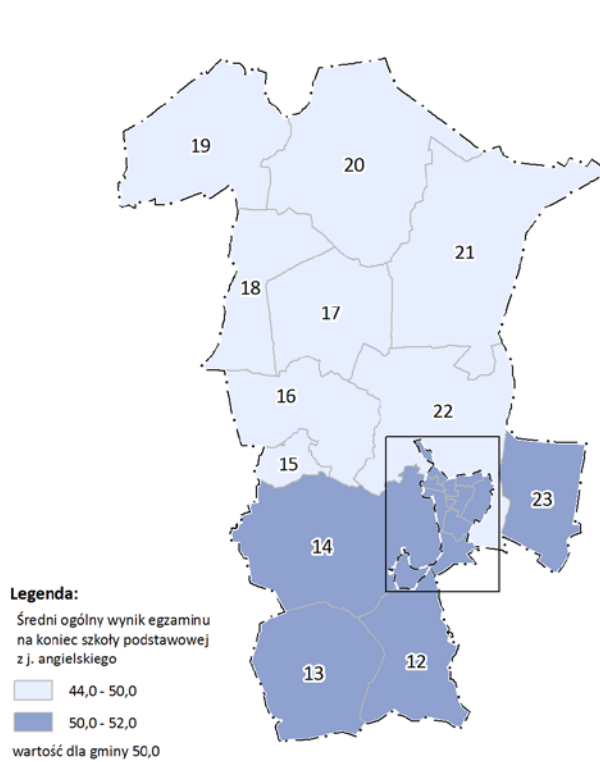 19
20
21
18
17
16
22
15
23
14
13
12
Legenda:
Średni ogólny wynik egzaminu
na koniec szkoły podstawowej
z j. angielskiego
44,0 - 50,0
50,0 - 52,0
wartość dla gminy 50,0